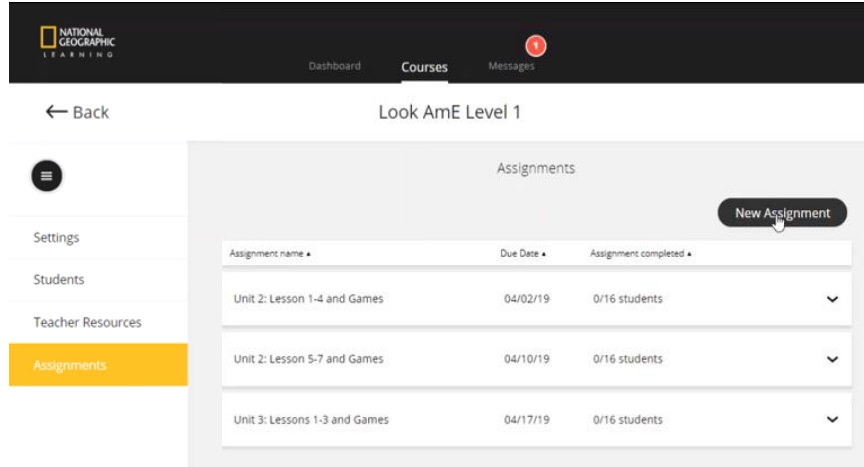 NATIONAL
GEOGRAPHIC
LEARNING
Dashboard
Courses
Messages
1
Back
Look AmE Level 1
Assignments
New Assignment
Settings
Students
Teacher Resources
Assignments
Assignment name
Due Date
Assignment completed
Unit 2: Lesson 1-4 and Games
04/02/19
0/16 students
Unit 2: Lesson 5-7 and Games
04/10/19
0/16 students
Unit 3: Lessons 1-3 and Games
04/17/19
0/16 students